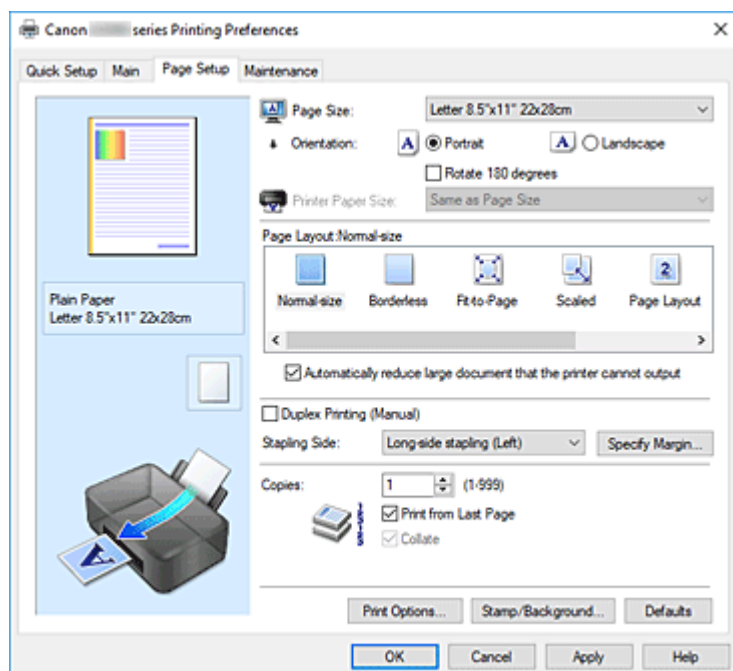 Canon series Printing Preferences
Quick Setup Main Page Setup Maintenance
Page Size: Letter 8.5"x11" 22x28cm
Orientation: A Portrait A Landscape
Rotate 180 degrees
Printer Paper Size: Same as Page Size
Page Layout:Normal-size
2
Normal-size Borderless Fit-to-Page Scaled Page Layout
Plain Paper
Letter 8.5"x11" 22x28cm
Automatically reduce large document that the printer cannot output
Duplex Printing (Manual)
Stapling Side: Long-side stapling (Left) Specify Margin...
Copies: 1 (1-999)
Print from Last Page
Collate
A
Print Options... Stamp/Background... Defaults
OK Cancel Apply Help